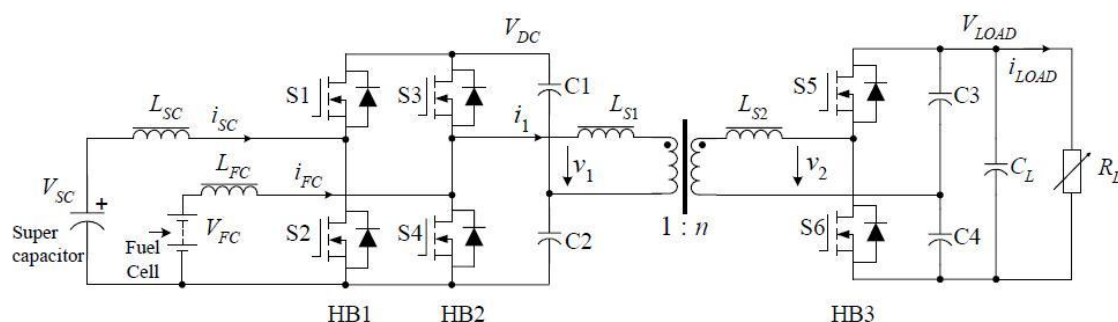 V_DC
V_LOAD
i_LOAD
S1
S3
C1
S5
C3
L_SC
i_SC
i_1
L_S1
L_S2
L_FC
i_FC
v_1
v_2
C_L
R_L
V_SC
+
V_FC
S2
S4
C2
1 : n
S6
C4
Super
capacitor
Fuel
Cell
HB1
HB2
HB3